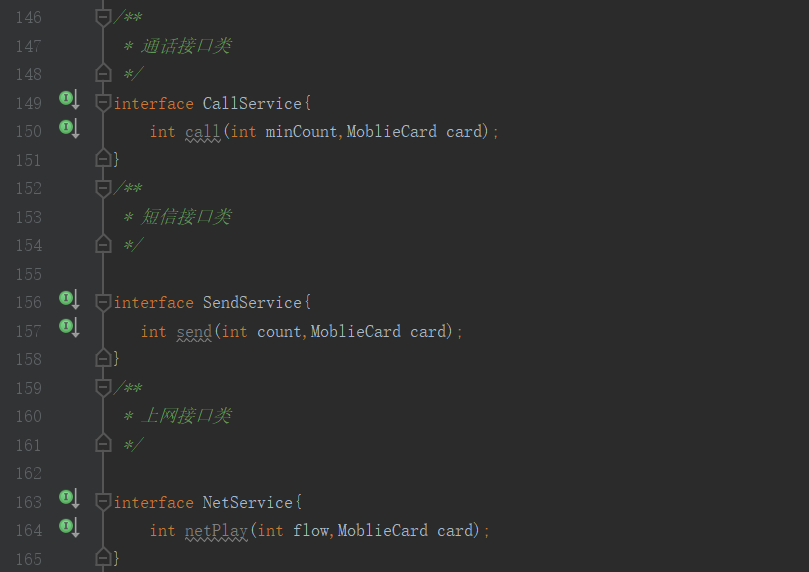 146 /**
147  * 通话接口类
148  */
149 interface CallService{
150     int call(int minCount,MoblieCard card);
151 }
152 /**
153  * 短信接口类
154  */
155
156 interface SendService{
157    int send(int count,MoblieCard card);
158 }
159 /**
160  * 上网接口类
161  */
162
163 interface NetService{
164     int netPlay(int flow,MoblieCard card);
165 }